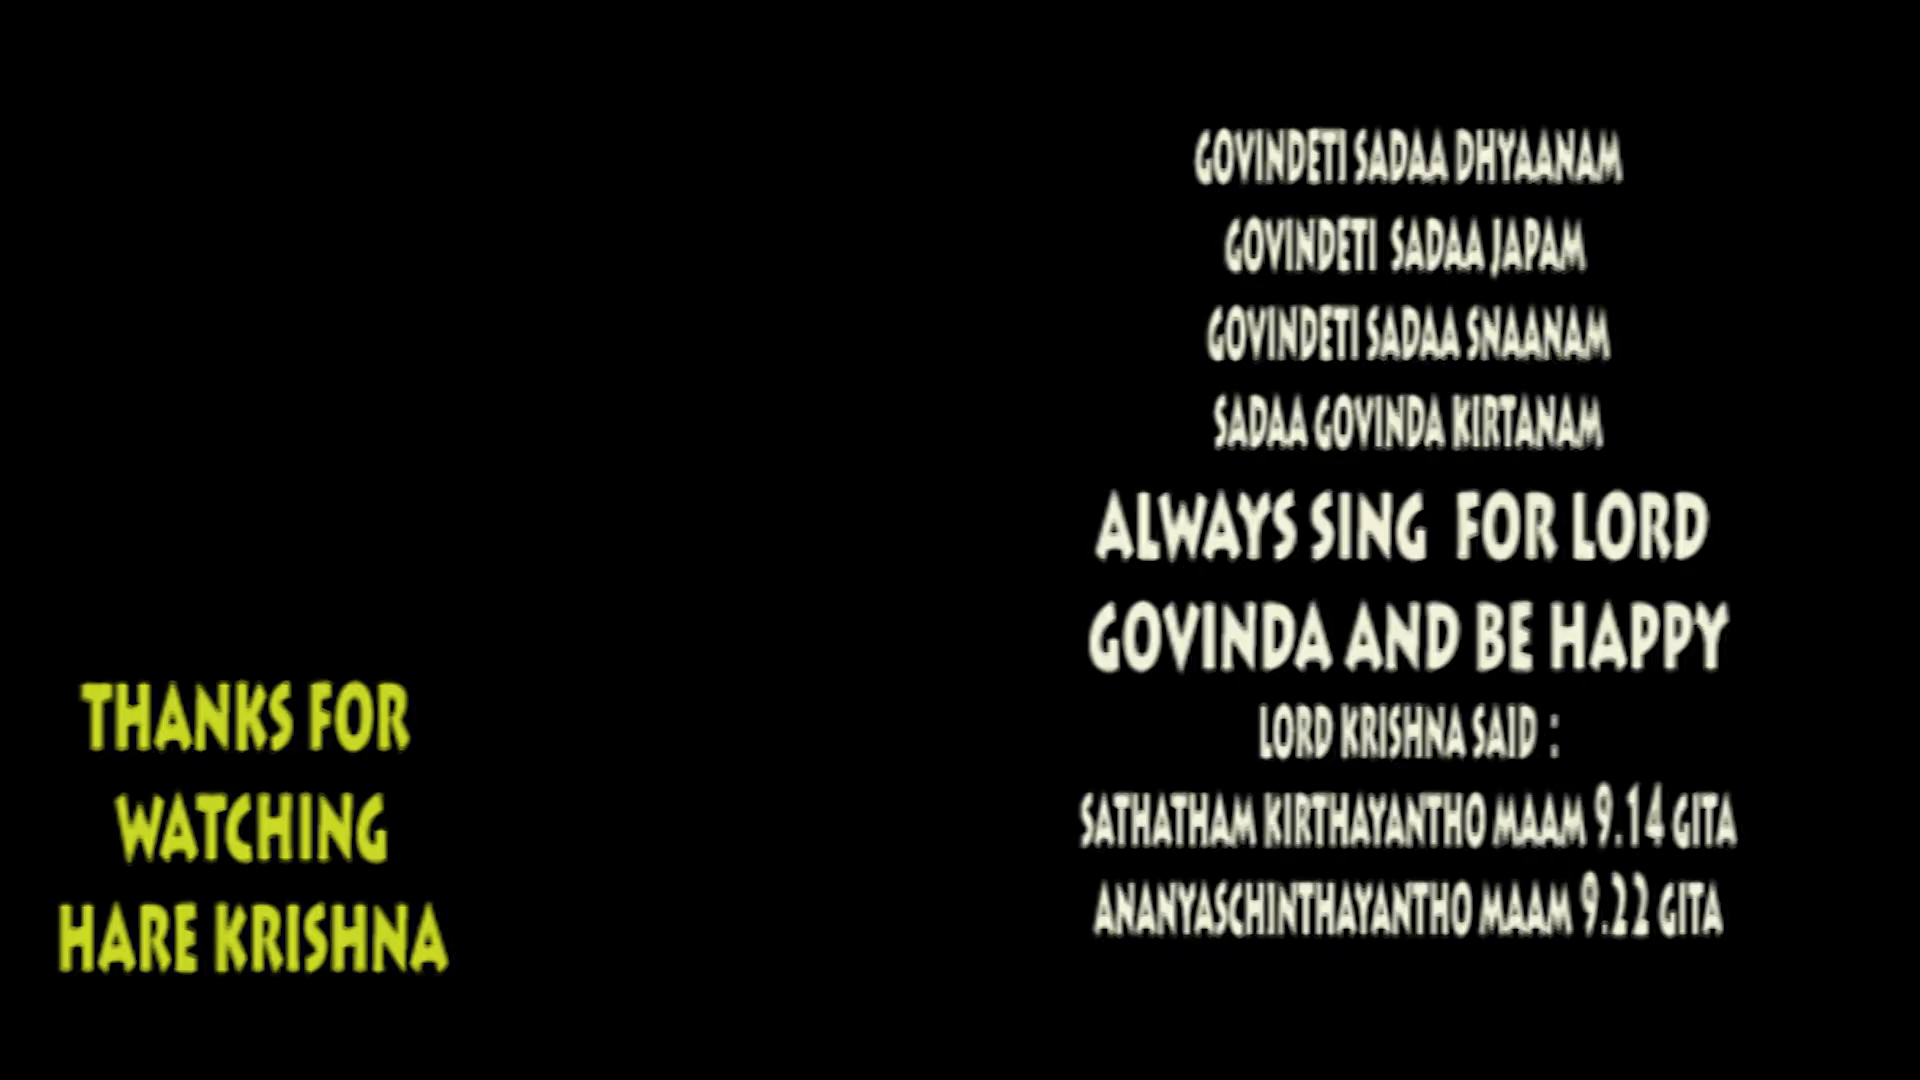 GOVINDETI SADAA DHYAANAM
GOVINDETI SADAA JAPAM
GOVINDETI SADAA SNAANAM
SADAA GOVINDA KIRTANAM
ALWAYS SING FOR LORD
GOVINDA AND BE HAPPY
LORD KRISHNA SAID :
SATHATHAM KIRTHAYANTHO MAAM 9.14 GITA
ANANYASCHINTHAYANTHO MAAM 9.22 GITA
THANKS FOR
WATCHING
HARE KRISHNA